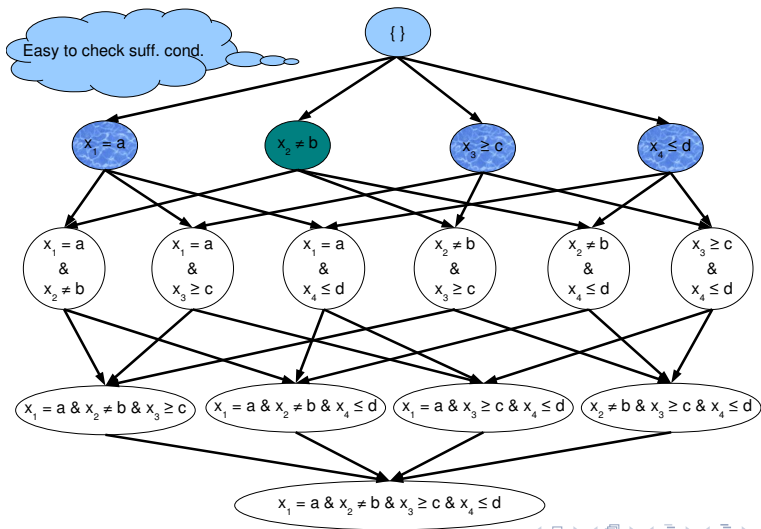 { }
Easy to check suff. cond.
x₁ = a
x₂ ≠ b
x₃ ≥ c
x₄ ≤ d
x₁ = a
&
x₂ ≠ b
x₁ = a
&
x₃ ≥ c
x₁ = a
&
x₄ ≤ d
x₂ ≠ b
&
x₃ ≥ c
x₂ ≠ b
&
x₄ ≤ d
x₃ ≥ c
&
x₄ ≤ d
x₁ = a & x₂ ≠ b & x₃ ≥ c
x₁ = a & x₂ ≠ b & x₄ ≤ d
x₁ = a & x₃ ≥ c & x₄ ≤ d
x₂ ≠ b & x₃ ≥ c & x₄ ≤ d
x₁ = a & x₂ ≠ b & x₃ ≥ c & x₄ ≤ d